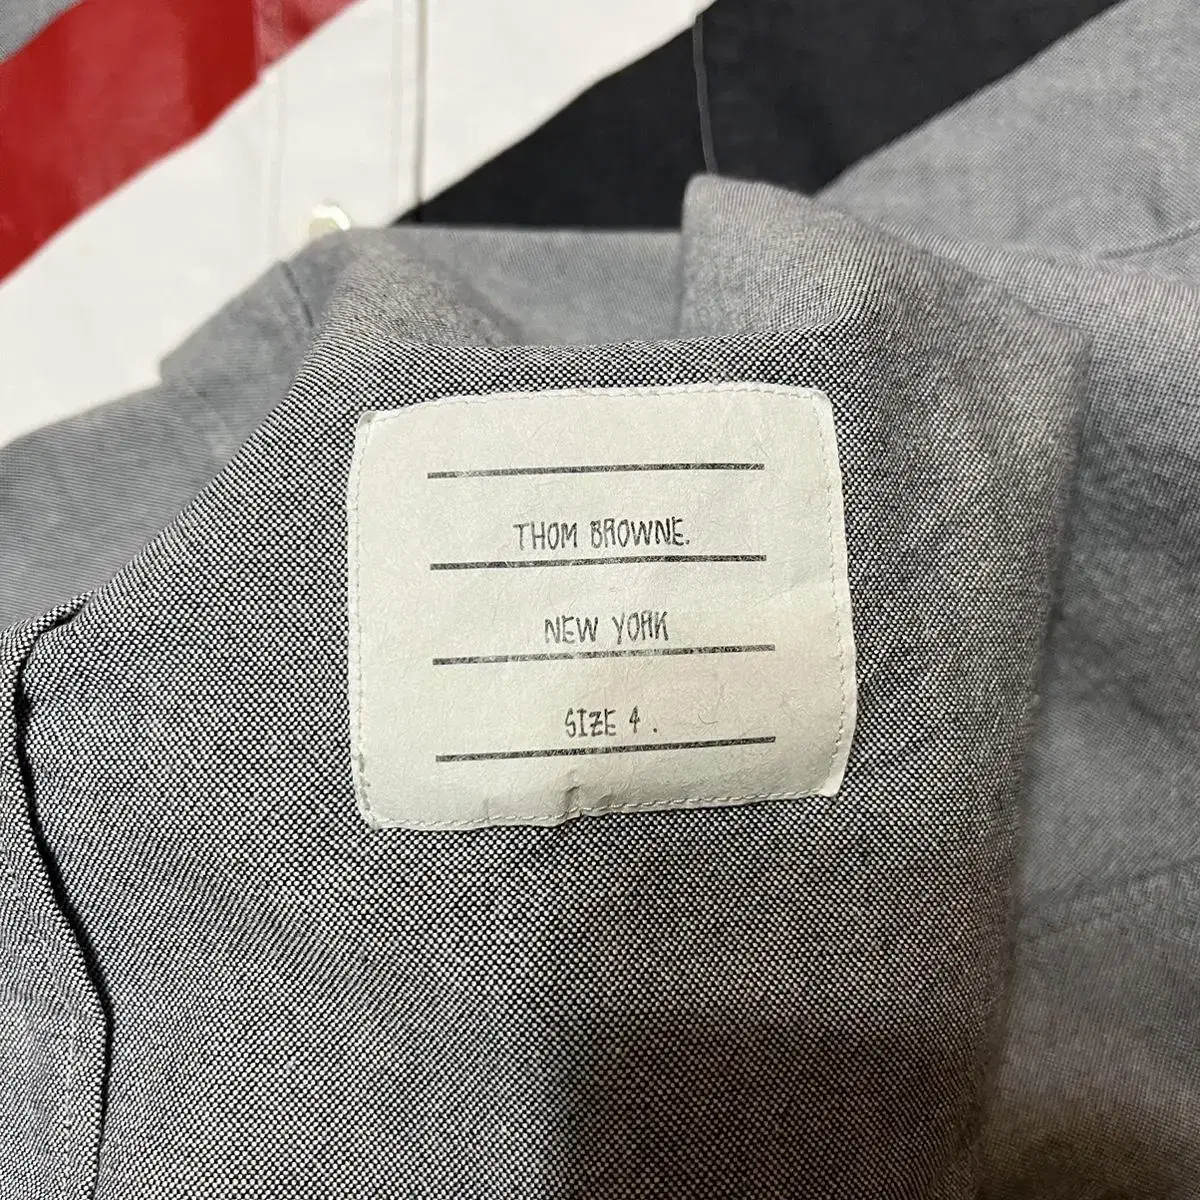 THOM BROWNE.
NEW YORK
SIZE 4 .